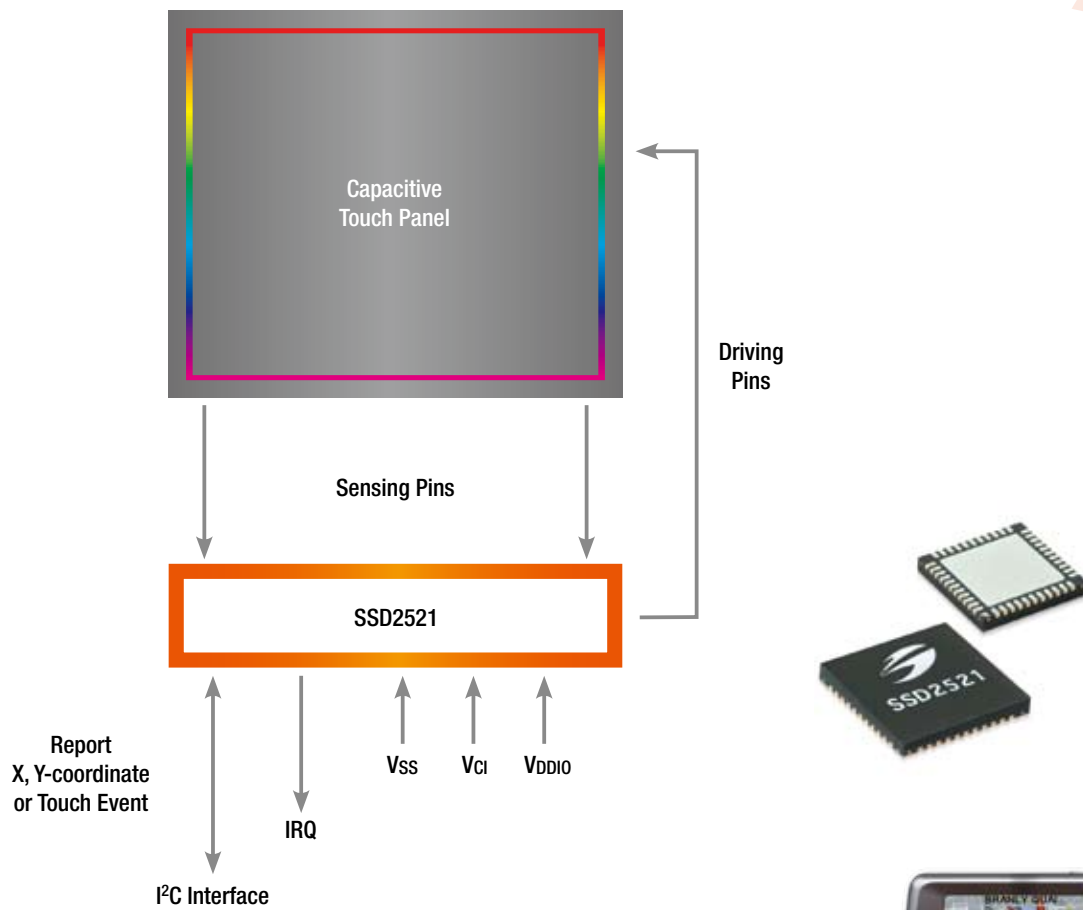 Capacitive
Touch Panel
Driving
Pins
Sensing Pins
SSD2521
SSD2521
Report
X, Y-coordinate
or Touch Event
VSS
VCI
VDDIO
IRQ
I²C Interface